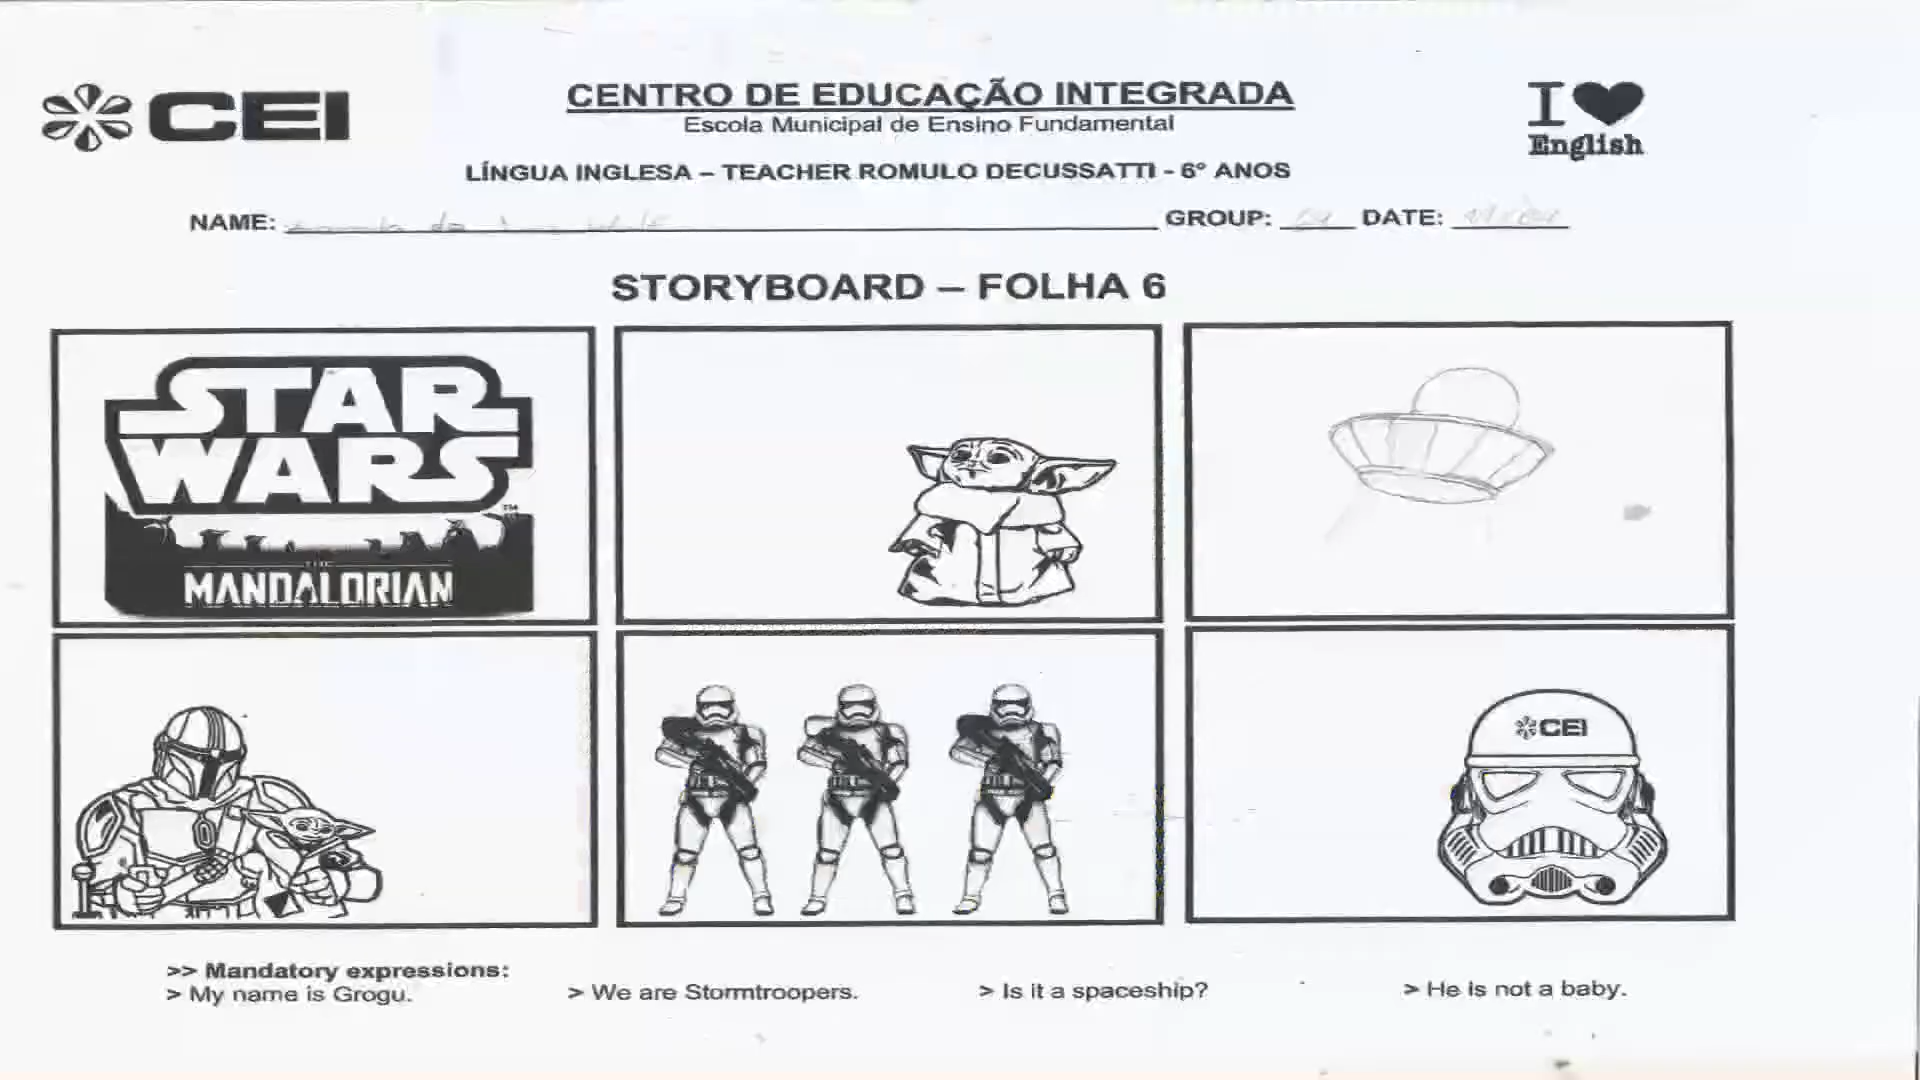 CEI
CENTRO DE EDUCAÇÃO INTEGRADA
Escola Municipal de Ensino Fundamental
I ♥
English
LÍNGUA INGLESA – TEACHER ROMULO DECUSSATTI - 6º ANOS
NAME: GROUP: DATE:
STORYBOARD – FOLHA 6
STAR
WARS
THE
MANDALORIAN
CEI
>> Mandatory expressions:
> My name is Grogu. > We are Stormtroopers. > Is it a spaceship? > He is not a baby.